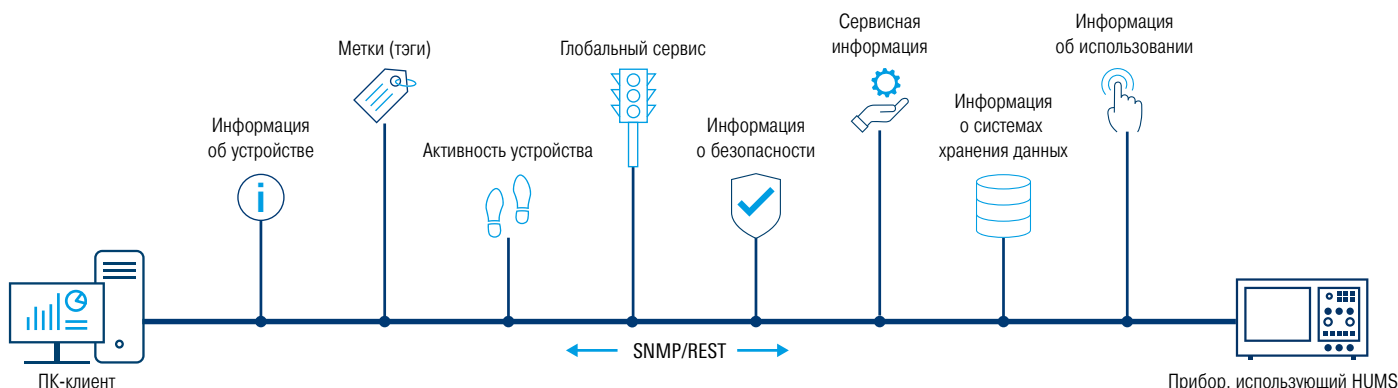 Информация
об устройстве
Метки (тэги)
Активность устройства
Глобальный сервис
Информация
о безопасности
Сервисная
информация
Информация
о системах
хранения данных
Информация
об использовании
SNMP/REST
ПК-клиент
Прибор, использующий HUMS